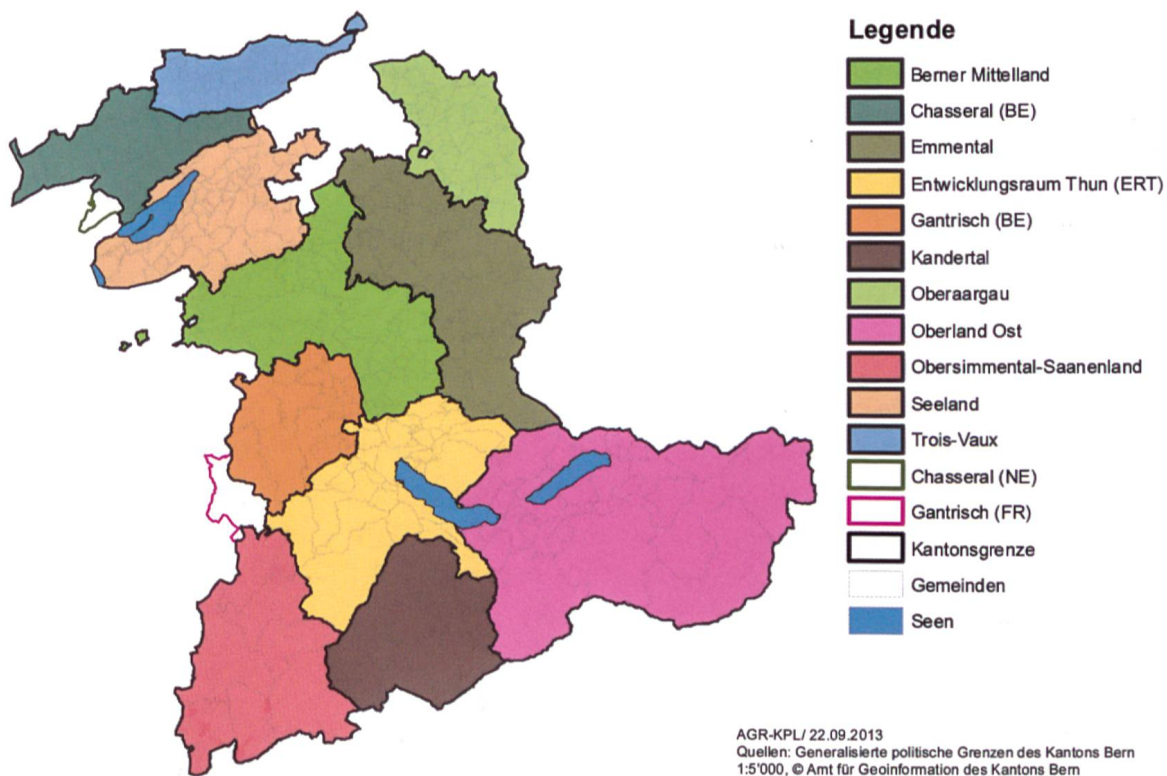 Legende
Berner Mittelland
Chasseral (BE)
Emmental
Entwicklungsraum Thun (ERT)
Gantrisch (BE)
Kandertal
Oberaargau
Oberland Ost
Obersimmental-Saanenland
Seeland
Trois-Vaux
Chasseral (NE)
Gantrisch (FR)
Kantonsgrenze
Gemeinden
Seen
AGR-KPL/ 22.09.2013
Quellen: Generalisierte politische Grenzen des Kantons Bern
1:5'000, © Amt für Geoinformation des Kantons Bern